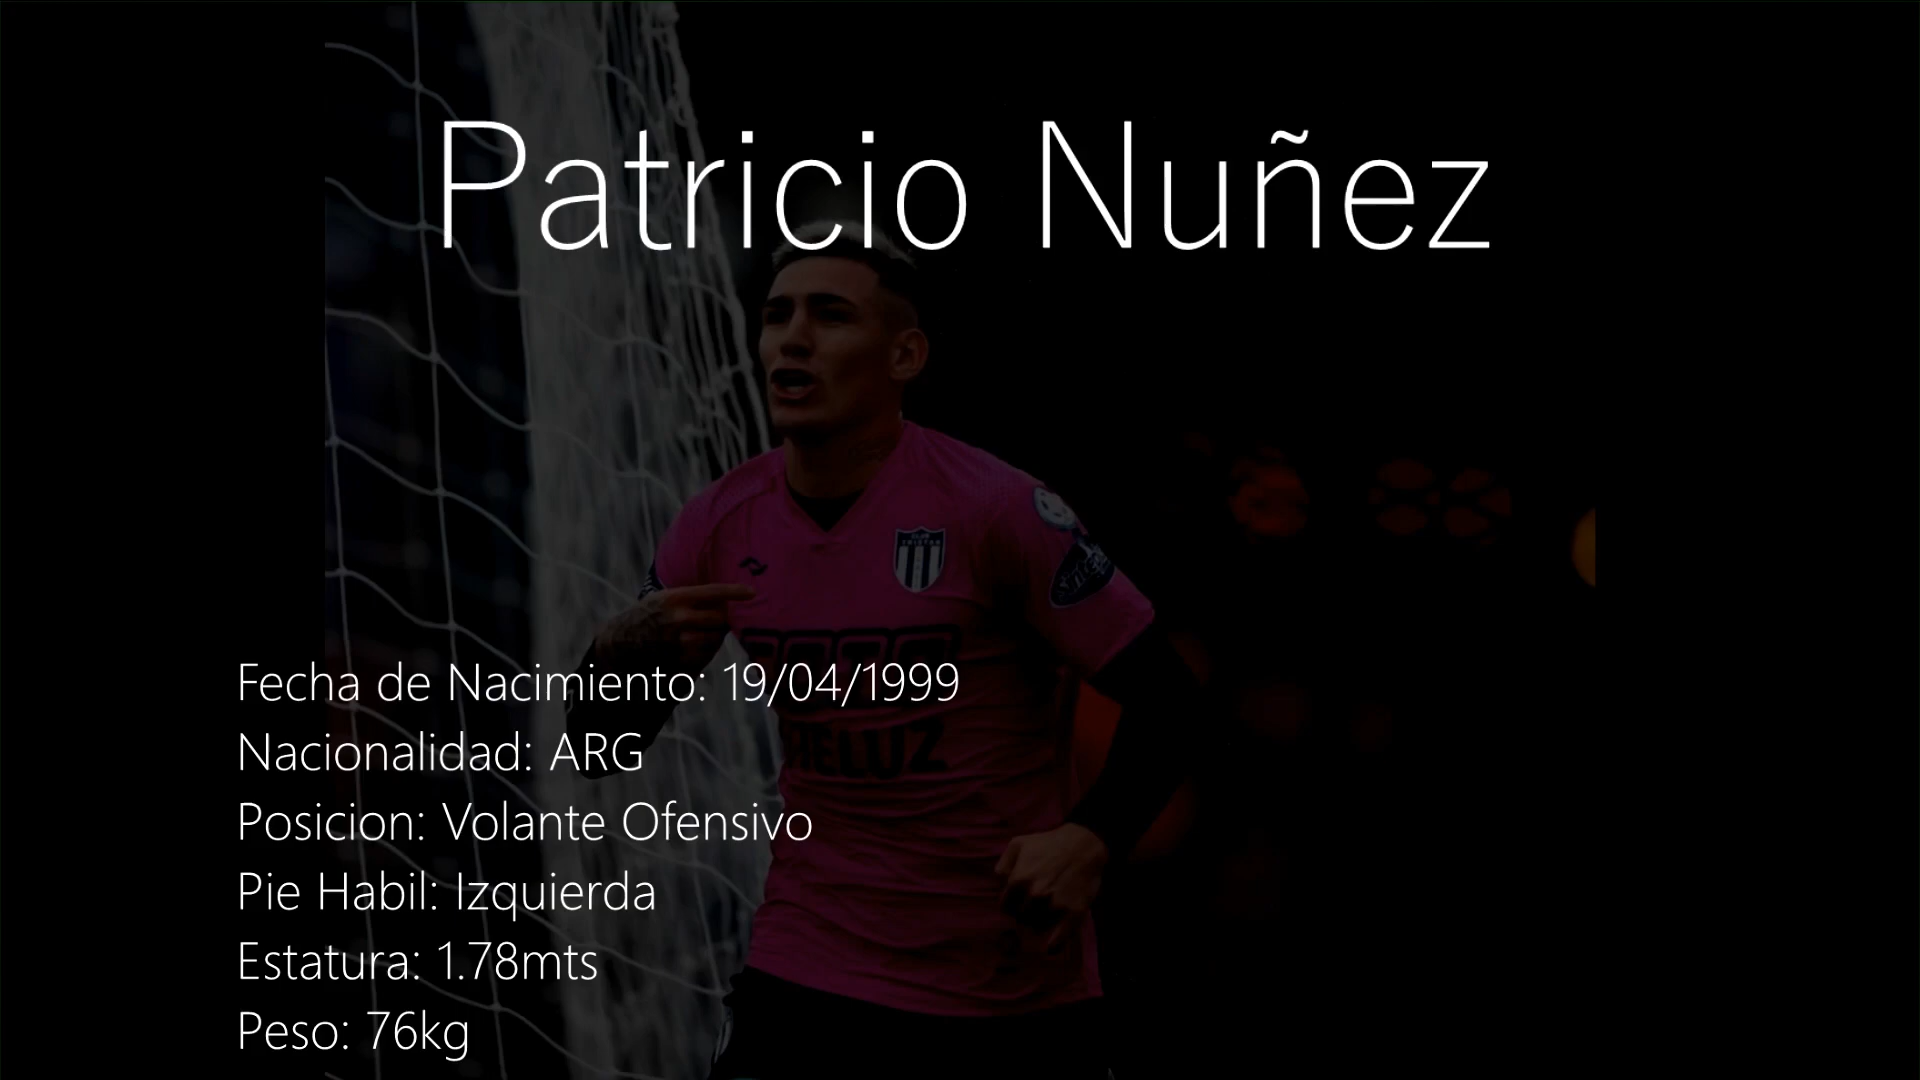 Patricio Nuñez
Fecha de Nacimiento: 19/04/1999
Nacionalidad: ARG
Posicion: Volante Ofensivo
Pie Habil: Izquierda
Estatura: 1.78mts
Peso: 76kg